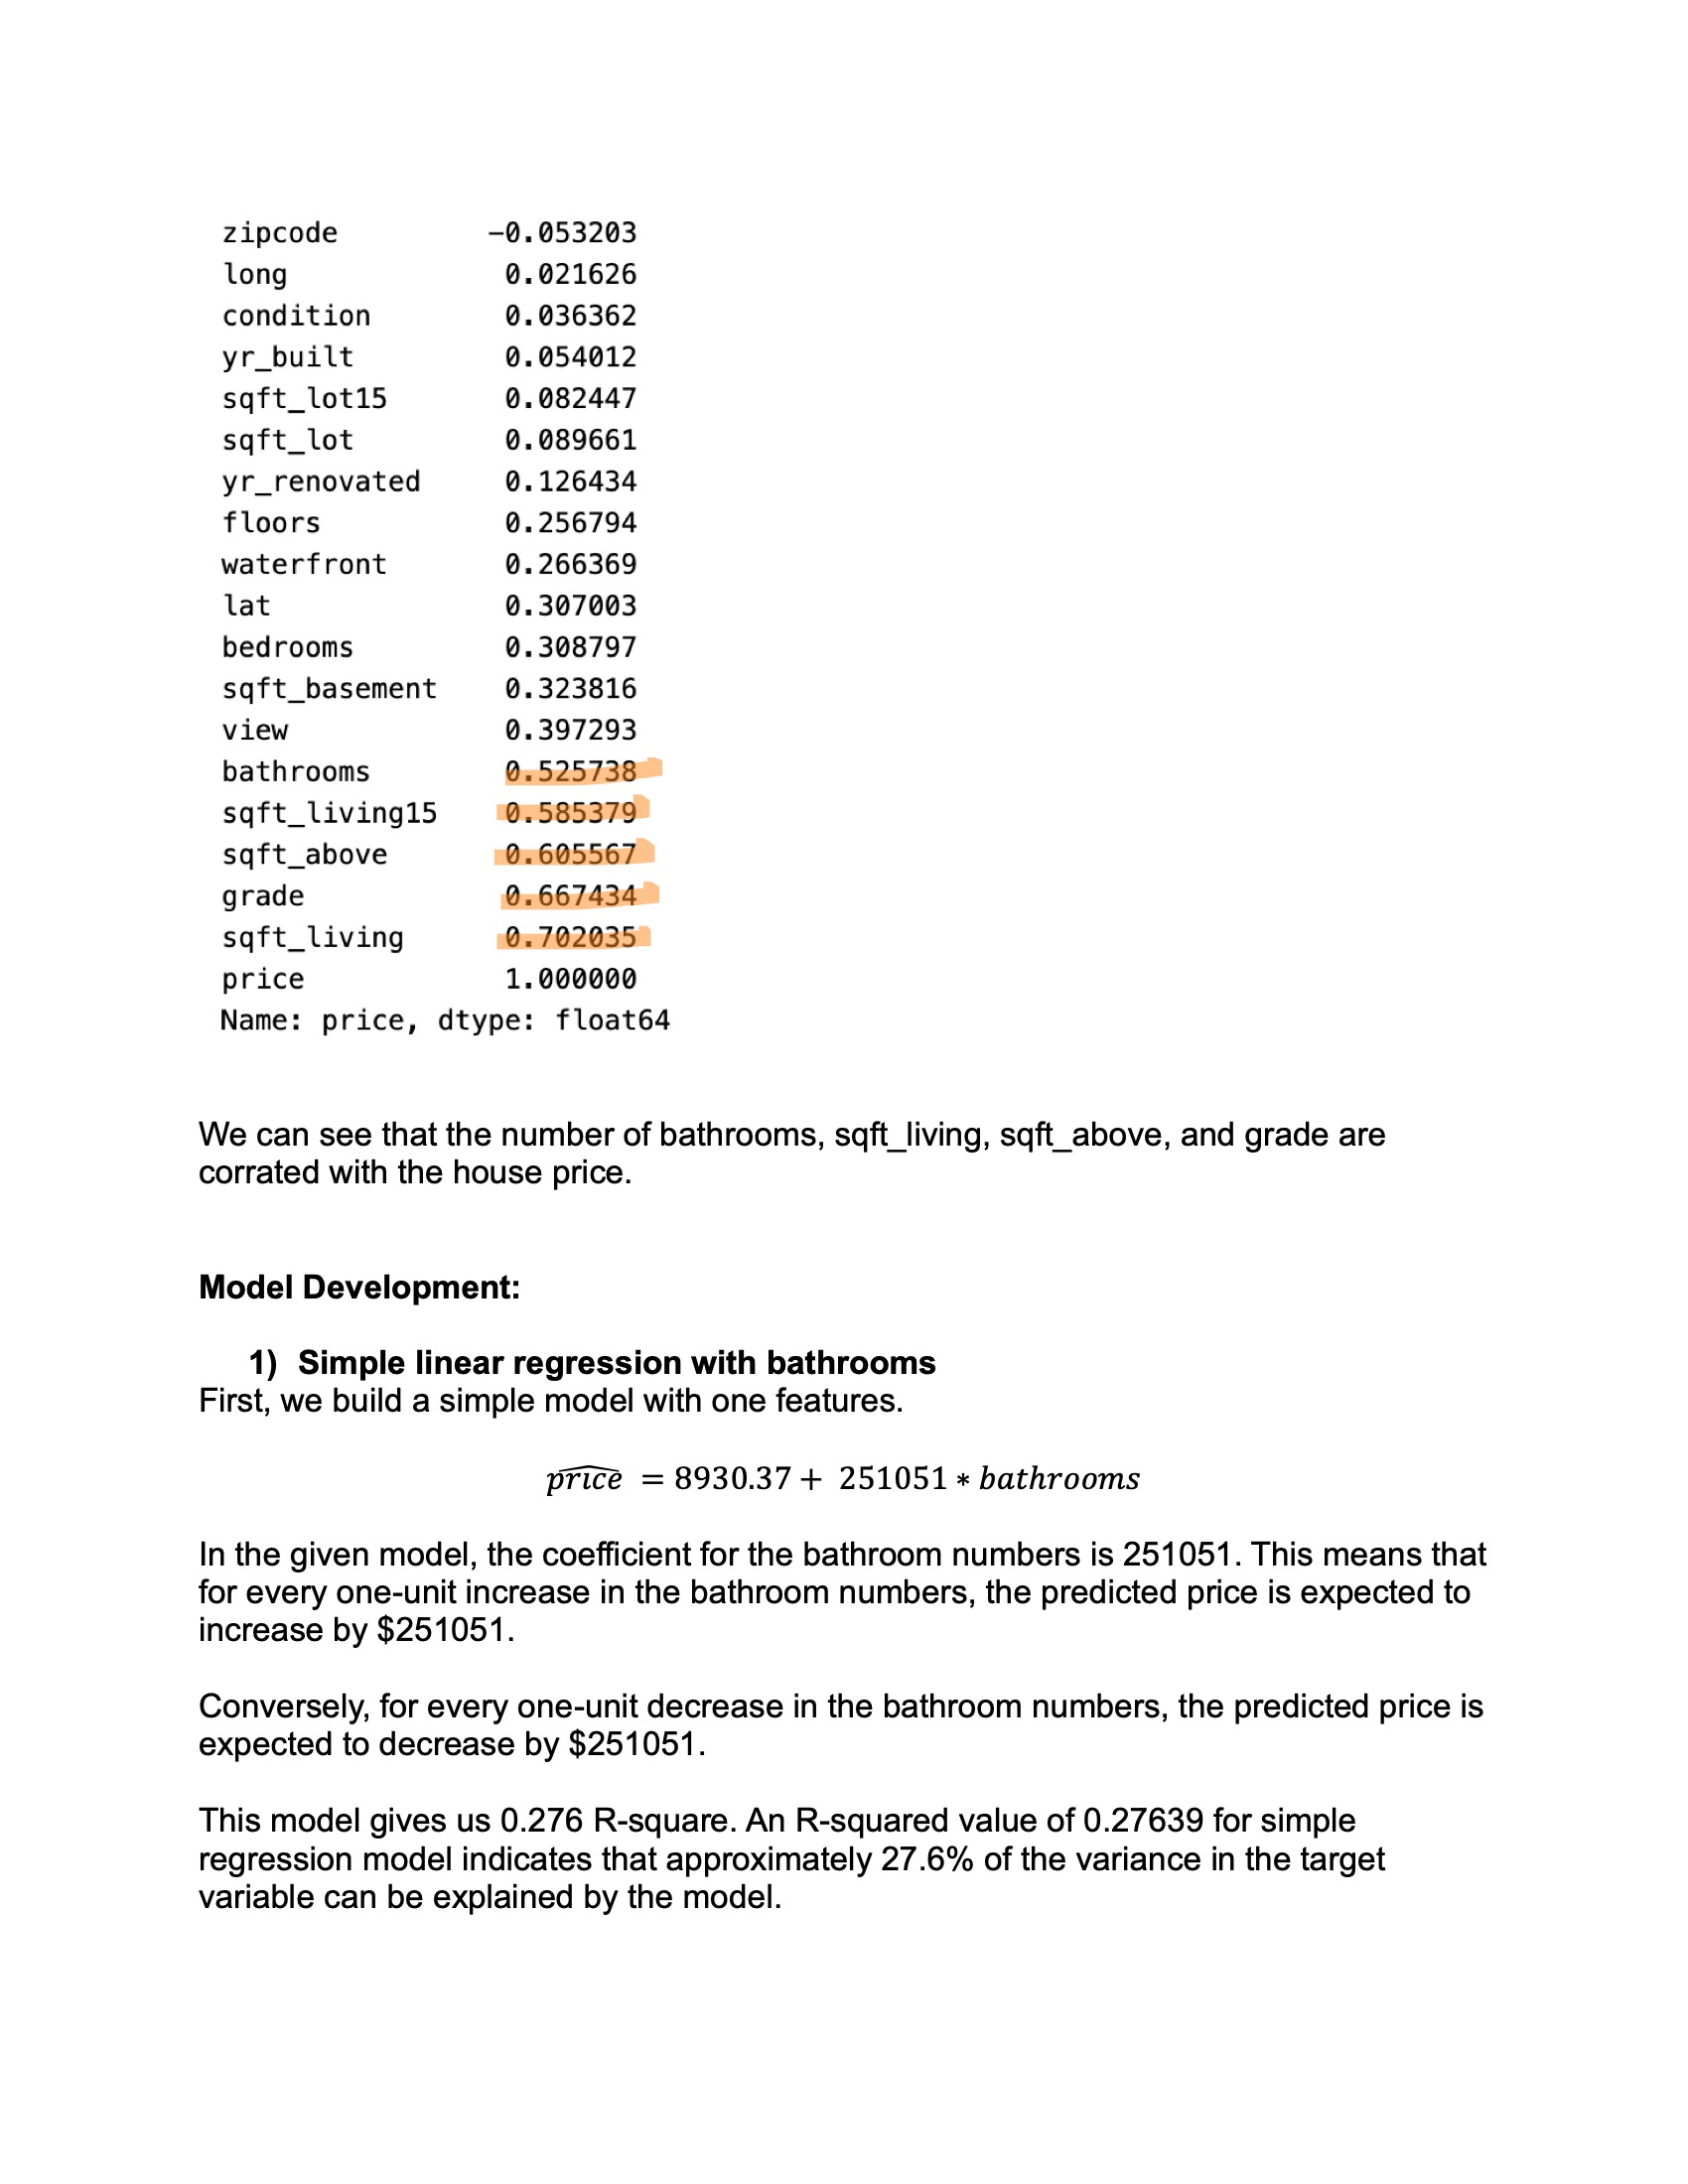 zipcode -0.053203
long 0.021626
condition 0.036362
yr_built 0.054012
sqft_lot15 0.082447
sqft_lot 0.089661
yr_renovated 0.126434
floors 0.256794
waterfront 0.266369
lat 0.307003
bedrooms 0.308797
sqft_basement 0.323816
view 0.397293
bathrooms 0.525738
sqft_living15 0.585379
sqft_above 0.605567
grade 0.667434
sqft_living 0.702035
price 1.000000
Name: price, dtype: float64
We can see that the number of bathrooms, sqft_living, sqft_above, and grade are
corrated with the house price.
Model Development:
1) Simple linear regression with bathrooms
First, we build a simple model with one features.
$\widehat{price} = 8930.37 + 251051 * bathrooms$
In the given model, the coefficient for the bathroom numbers is 251051. This means that
for every one-unit increase in the bathroom numbers, the predicted price is expected to
increase by $251051.
Conversely, for every one-unit decrease in the bathroom numbers, the predicted price is
expected to decrease by $251051.
This model gives us 0.276 R-square. An R-squared value of 0.27639 for simple
regression model indicates that approximately 27.6% of the variance in the target
variable can be explained by the model.